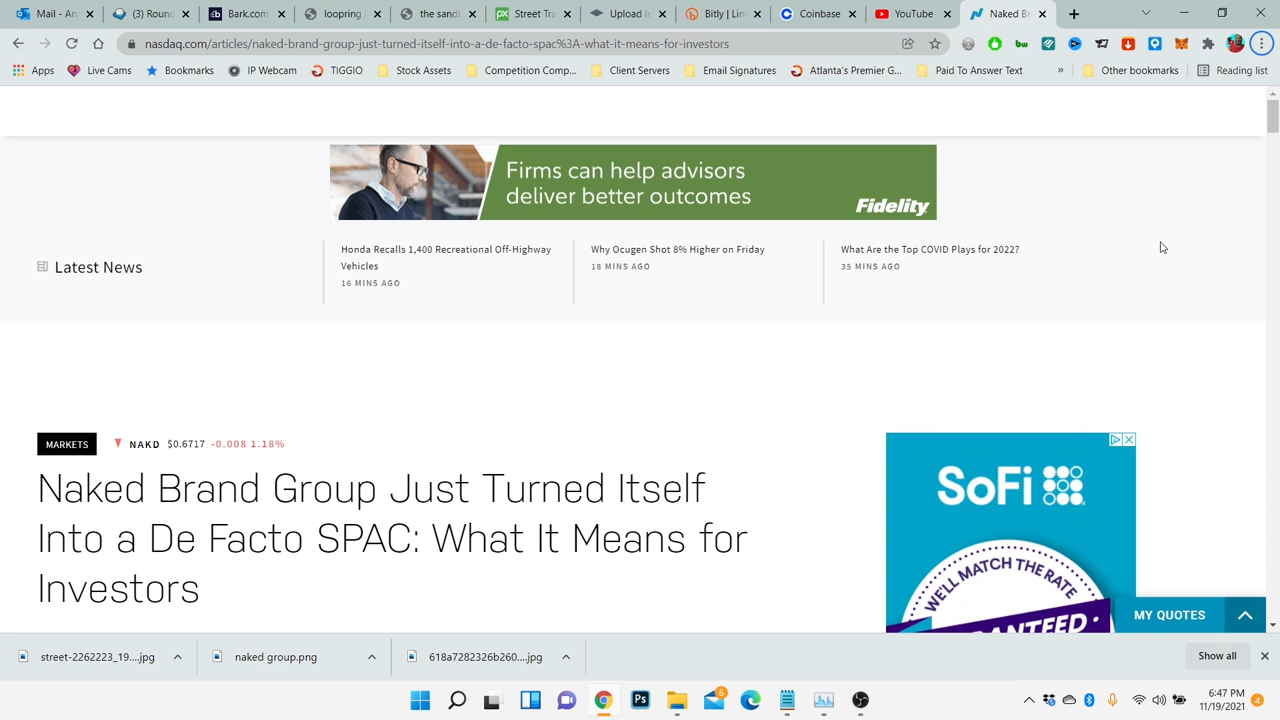 Mail - Ant
(3) Round
Bark.com
looping l
the sandt
Street Tra
Upload In
Bitly | Lin
Coinbase
YouTube
Naked Br
nasdaq.com/articles/naked-brand-group-just-turned-itself-into-a-de-facto-spac%3A-what-it-means-for-investors
Apps
Live Cams
Bookmarks
IP Webcam
TIGGIO
Stock Assets
Competition Comp...
Client Servers
Email Signatures
Atlanta's Premier G...
Paid To Answer Text
»
Other bookmarks
Reading list
Firms can help advisors
deliver better outcomes
Fidelity
Latest News
Honda Recalls 1,400 Recreational Off-Highway
Vehicles
16 MINS AGO
Why Ocugen Shot 8% Higher on Friday
18 MINS AGO
What Are the Top COVID Plays for 2022?
35 MINS AGO
MARKETS
NAKD $0.6717 -0.008 1.18%
Naked Brand Group Just Turned Itself
Into a De Facto SPAC: What It Means for
Investors
SoFi
WE'LL MATCH THE RATE
MY QUOTES
street-2262223_19....jpg
naked group.png
618a7282326b260....jpg
Show all
6
6:47 PM
11/19/2021
4